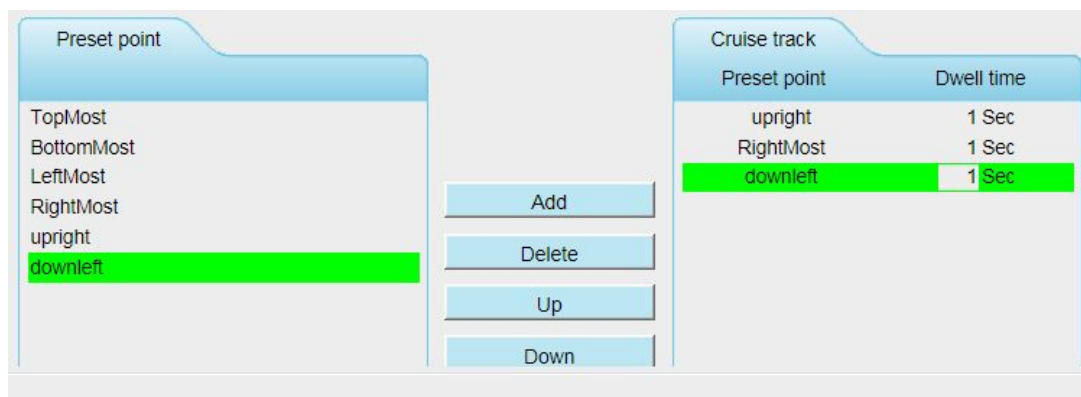 Preset point
TopMost
BottomMost
LeftMost
RightMost
upright
downleft
Add
Delete
Up
Down
Cruise track
Preset point Dwell time
upright 1 Sec
RightMost 1 Sec
downleft 1 Sec